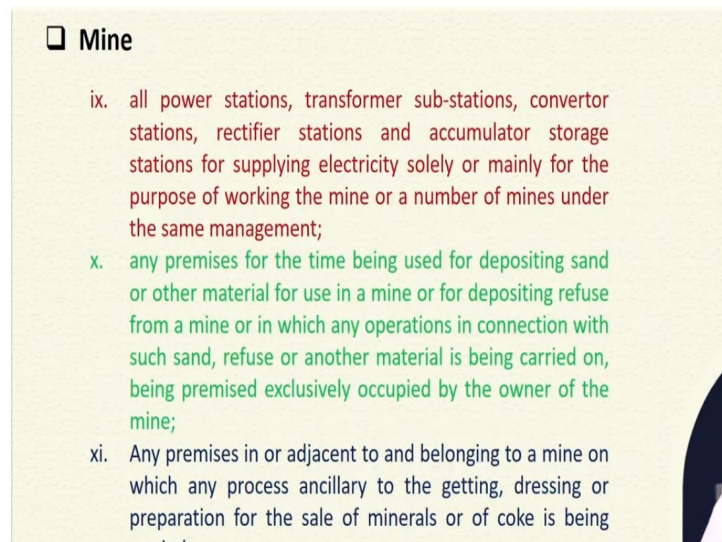 ❑ Mine
ix. all power stations, transformer sub-stations, convertor
stations, rectifier stations and accumulator storage
stations for supplying electricity solely or mainly for the
purpose of working the mine or a number of mines under
the same management;
x. any premises for the time being used for depositing sand
or other material for use in a mine or for depositing refuse
from a mine or in which any operations in connection with
such sand, refuse or another material is being carried on,
being premised exclusively occupied by the owner of the
mine;
xi. Any premises in or adjacent to and belonging to a mine on
which any process ancillary to the getting, dressing or
preparation for the sale of minerals or of coke is being